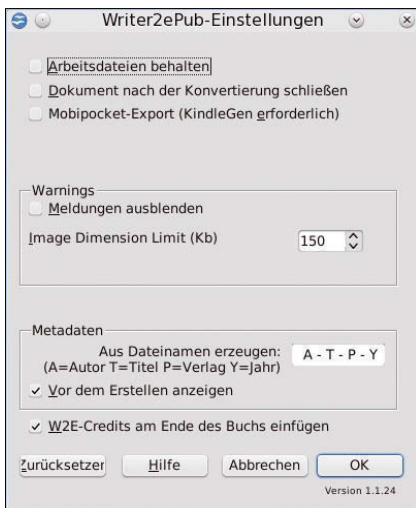 Writer2ePub-Einstellungen
Arbeitsdateien behalten
Dokument nach der Konvertierung schließen
Mobipocket-Export (KindleGen erforderlich)
Warnings
Meldungen ausblenden
Image Dimension Limit (Kb) 150
Metadaten
Aus Dateinamen erzeugen: A - T - P - Y
(A=Autor T=Titel P=Verlag Y=Jahr)
Vor dem Erstellen anzeigen
W2E-Credits am Ende des Buchs einfügen
Zurücksetzen Hilfe Abbrechen OK
Version 1.1.24